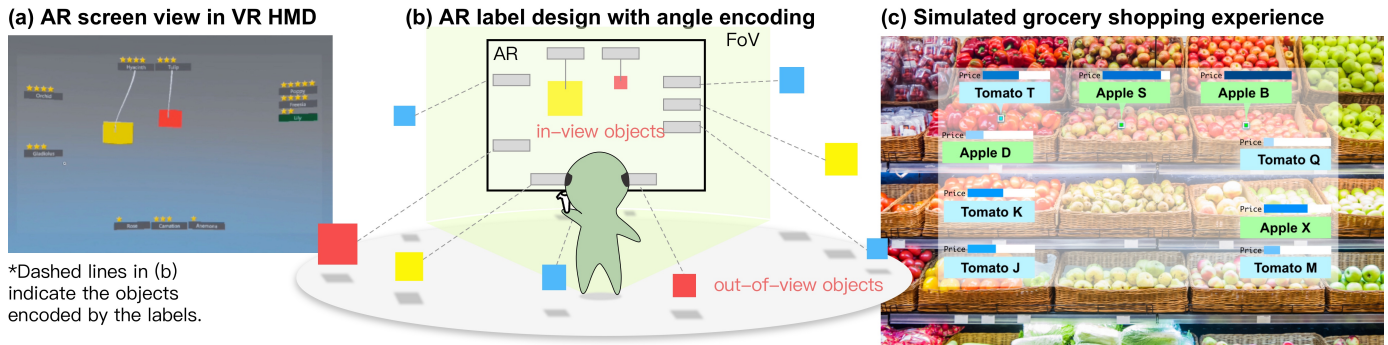 (a) AR screen view in VR HMD
Hyacinth Tulip
Orchid
Poppy
Freesia
Lily
Gladiolus
Rose Carnation Anemone
*Dashed lines in (b)
indicate the objects
encoded by the labels.
(b) AR label design with angle encoding
AR
FoV
in-view objects
out-of-view objects
(c) Simulated grocery shopping experience
Price
Tomato T
Price
Apple S
Price
Apple B
Price
Apple D
Price
Tomato Q
Price
Tomato K
Price
Apple X
Price
Tomato J
Price
Tomato M